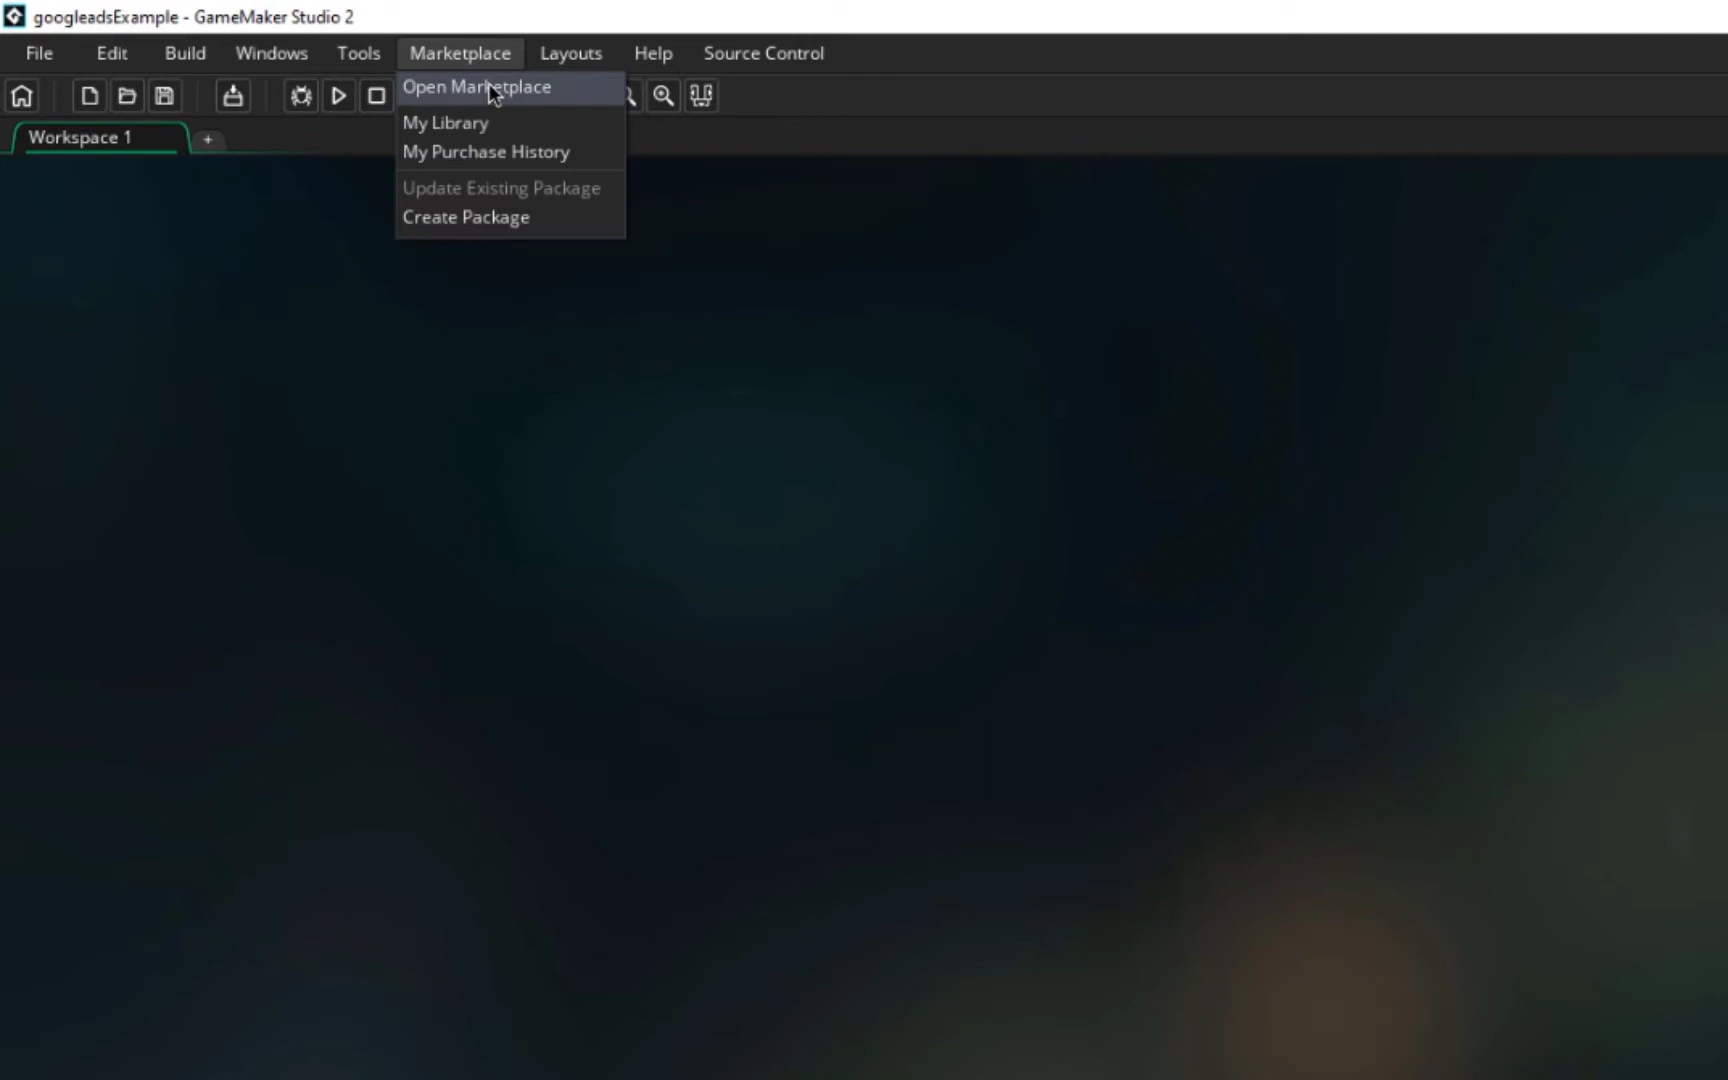 googleadsExample - GameMaker Studio 2
File Edit Build Windows Tools Marketplace Layouts Help Source Control
Open Marketplace
Workspace 1 +
My Library
My Purchase History
Update Existing Package
Create Package